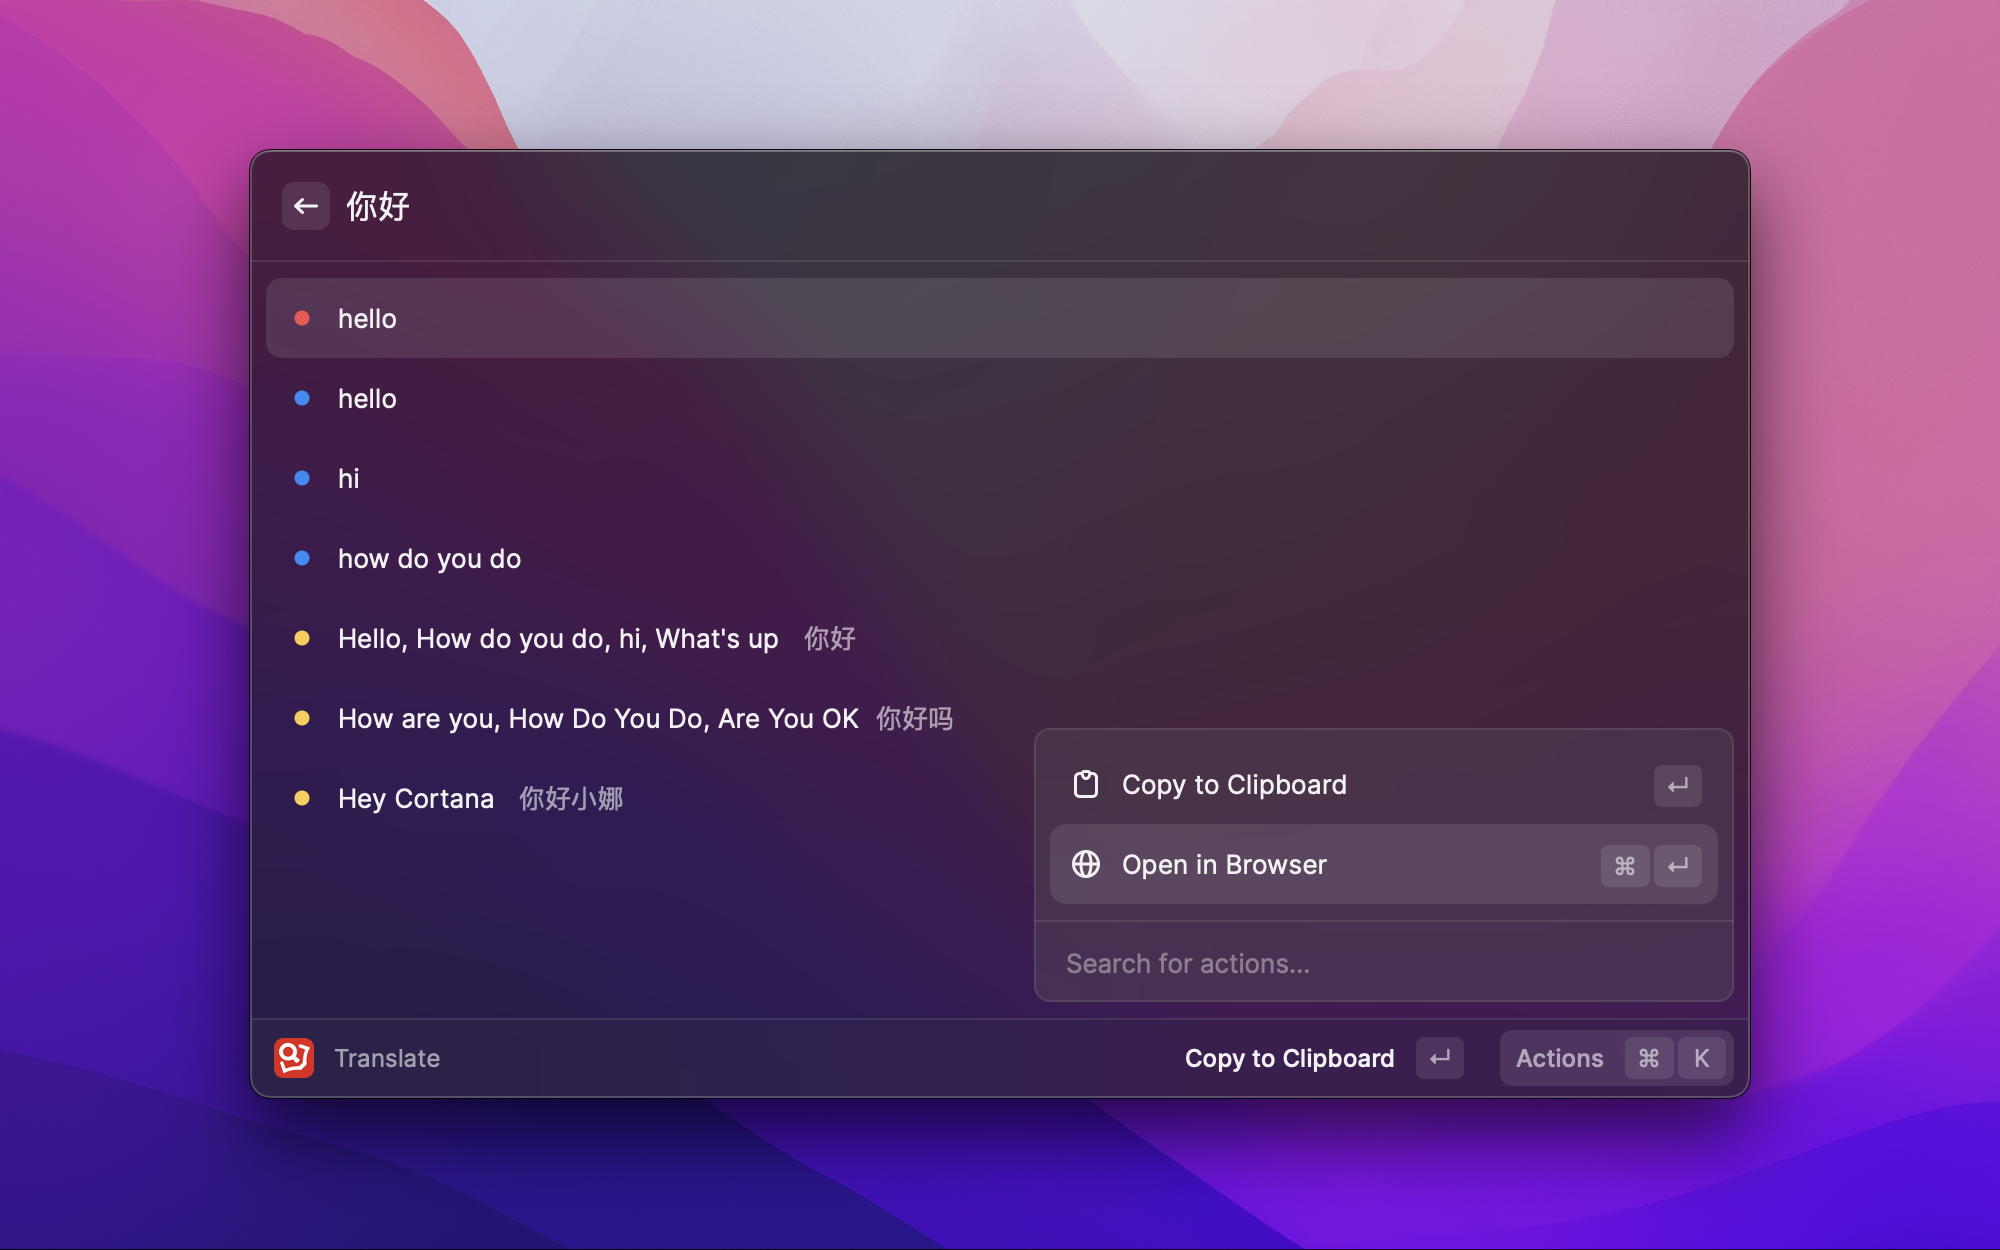 你好
hello
hello
hi
how do you do
Hello, How do you do, hi, What's up 你好
How are you, How Do You Do, Are You OK 你好吗
Hey Cortana 你好小娜
Copy to Clipboard ↵
Open in Browser ⌘ ↵
Search for actions...
Translate Copy to Clipboard ↵ Actions ⌘ K